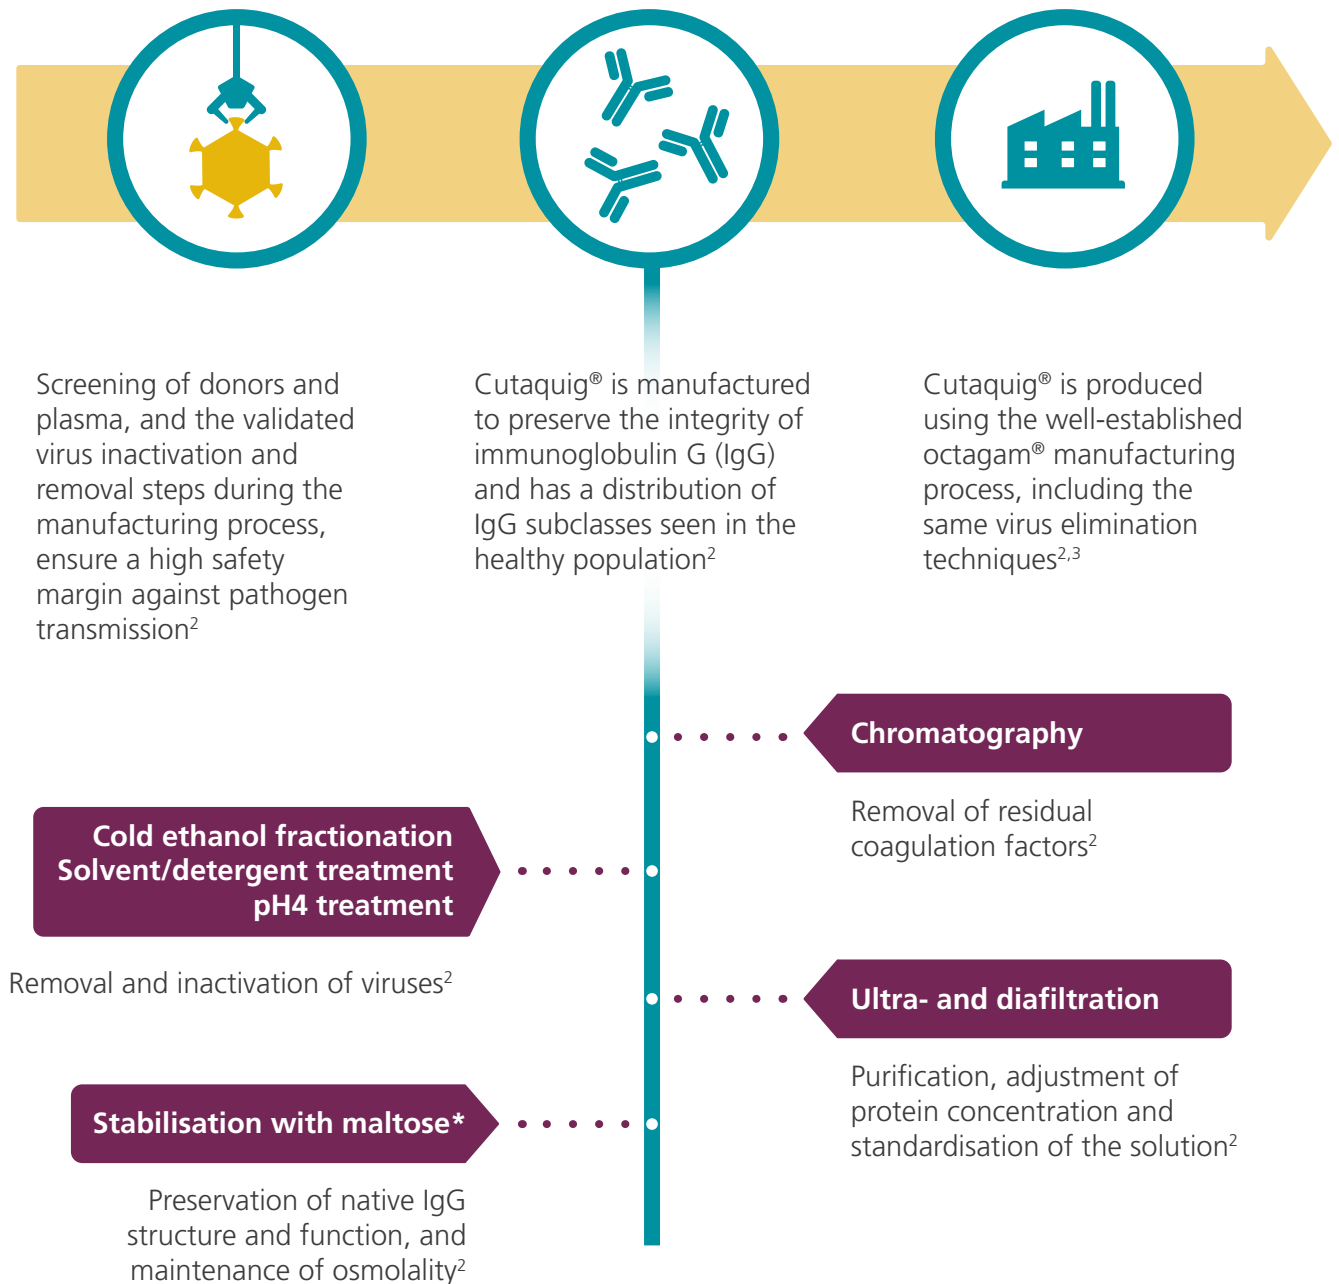 Screening of donors and
plasma, and the validated
virus inactivation and
removal steps during the
manufacturing process,
ensure a high safety
margin against pathogen
transmission²
Cutaquig® is manufactured
to preserve the integrity of
immunoglobulin G (IgG)
and has a distribution of
IgG subclasses seen in the
healthy population²
Cutaquig® is produced
using the well-established
octagam® manufacturing
process, including the
same virus elimination
techniques²,³
Chromatography
Removal of residual
coagulation factors²
Cold ethanol fractionation
Solvent/detergent treatment
pH4 treatment
Removal and inactivation of viruses²
Ultra- and diafiltration
Purification, adjustment of
protein concentration and
standardisation of the solution²
Stabilisation with maltose*
Preservation of native IgG
structure and function, and
maintenance of osmolality²